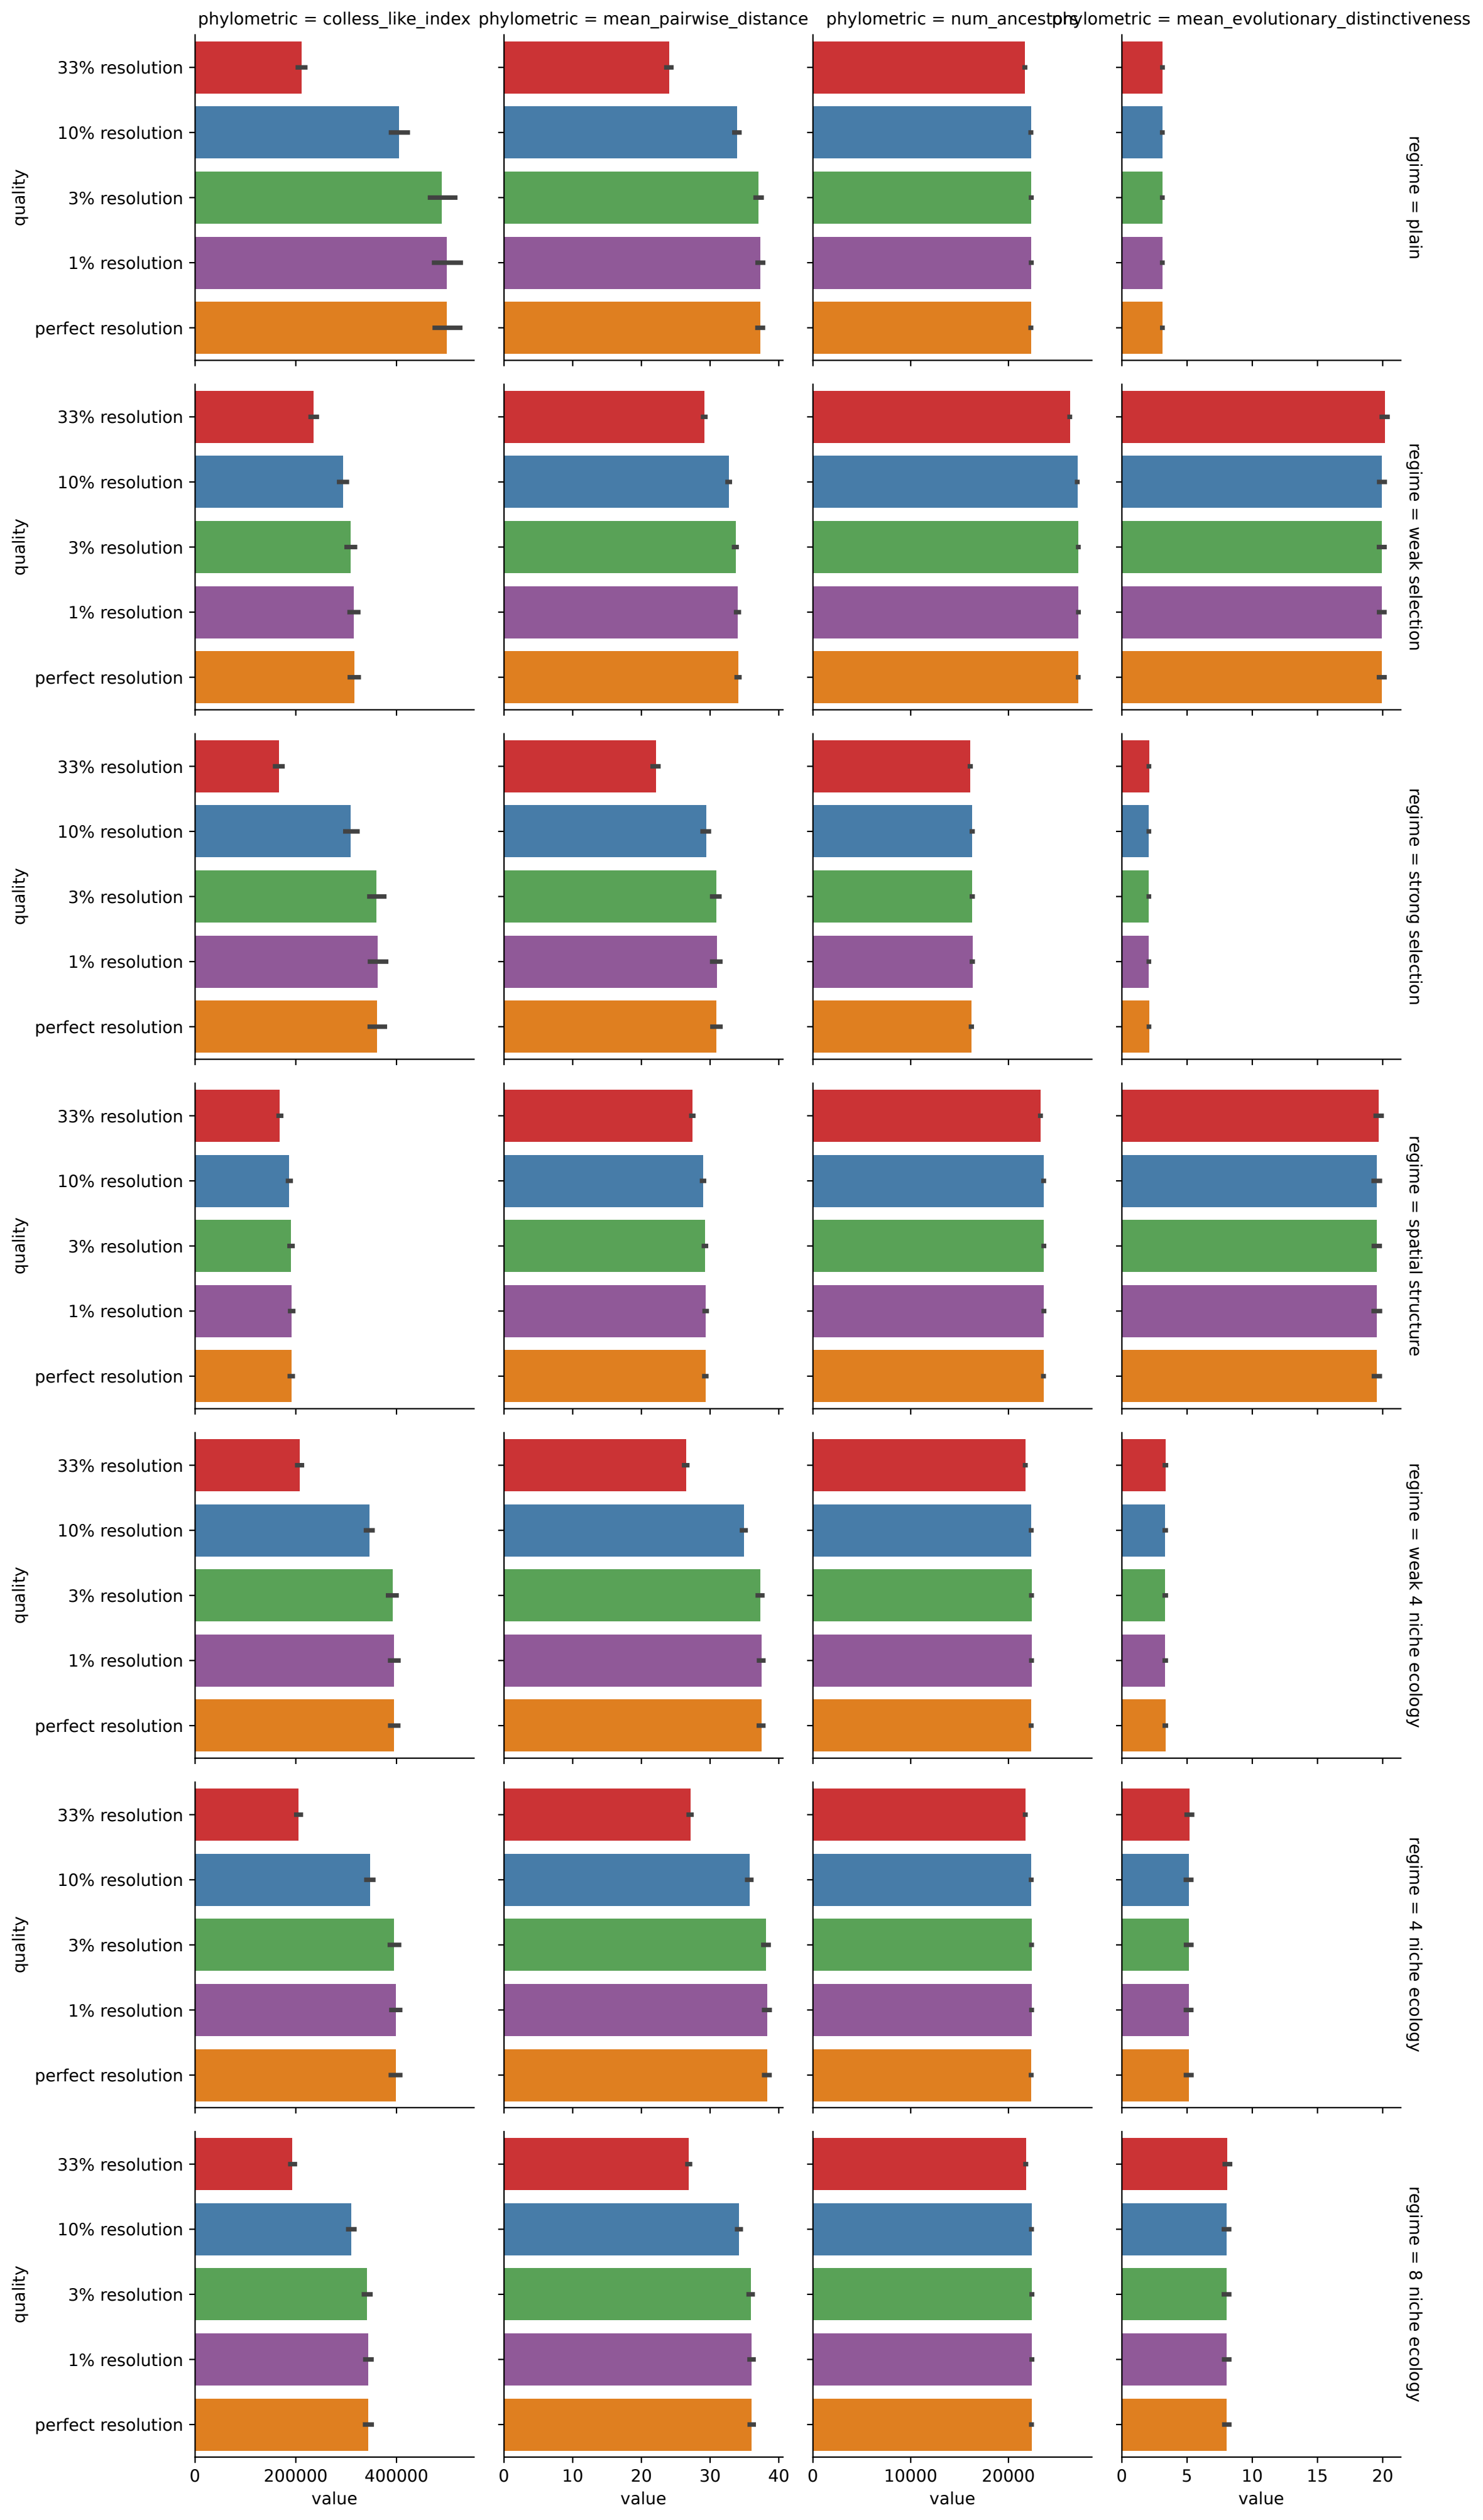 phylometric = colless_like_index
phylometric = mean_pairwise_distance
phylometric = num_ancestors
phylometric = mean_evolutionary_distinctiveness
33% resolution
10% resolution
3% resolution
1% resolution
perfect resolution
quality
regime = plain
33% resolution
10% resolution
3% resolution
1% resolution
perfect resolution
quality
regime = weak selection
33% resolution
10% resolution
3% resolution
1% resolution
perfect resolution
quality
regime = strong selection
33% resolution
10% resolution
3% resolution
1% resolution
perfect resolution
quality
regime = spatial structure
33% resolution
10% resolution
3% resolution
1% resolution
perfect resolution
quality
regime = weak 4 niche ecology
33% resolution
10% resolution
3% resolution
1% resolution
perfect resolution
quality
regime = 4 niche ecology
33% resolution
10% resolution
3% resolution
1% resolution
perfect resolution
quality
regime = 8 niche ecology
0 200000 400000
0 10 20 30 40
0 10000 20000
0 5 10 15 20
value
value
value
value